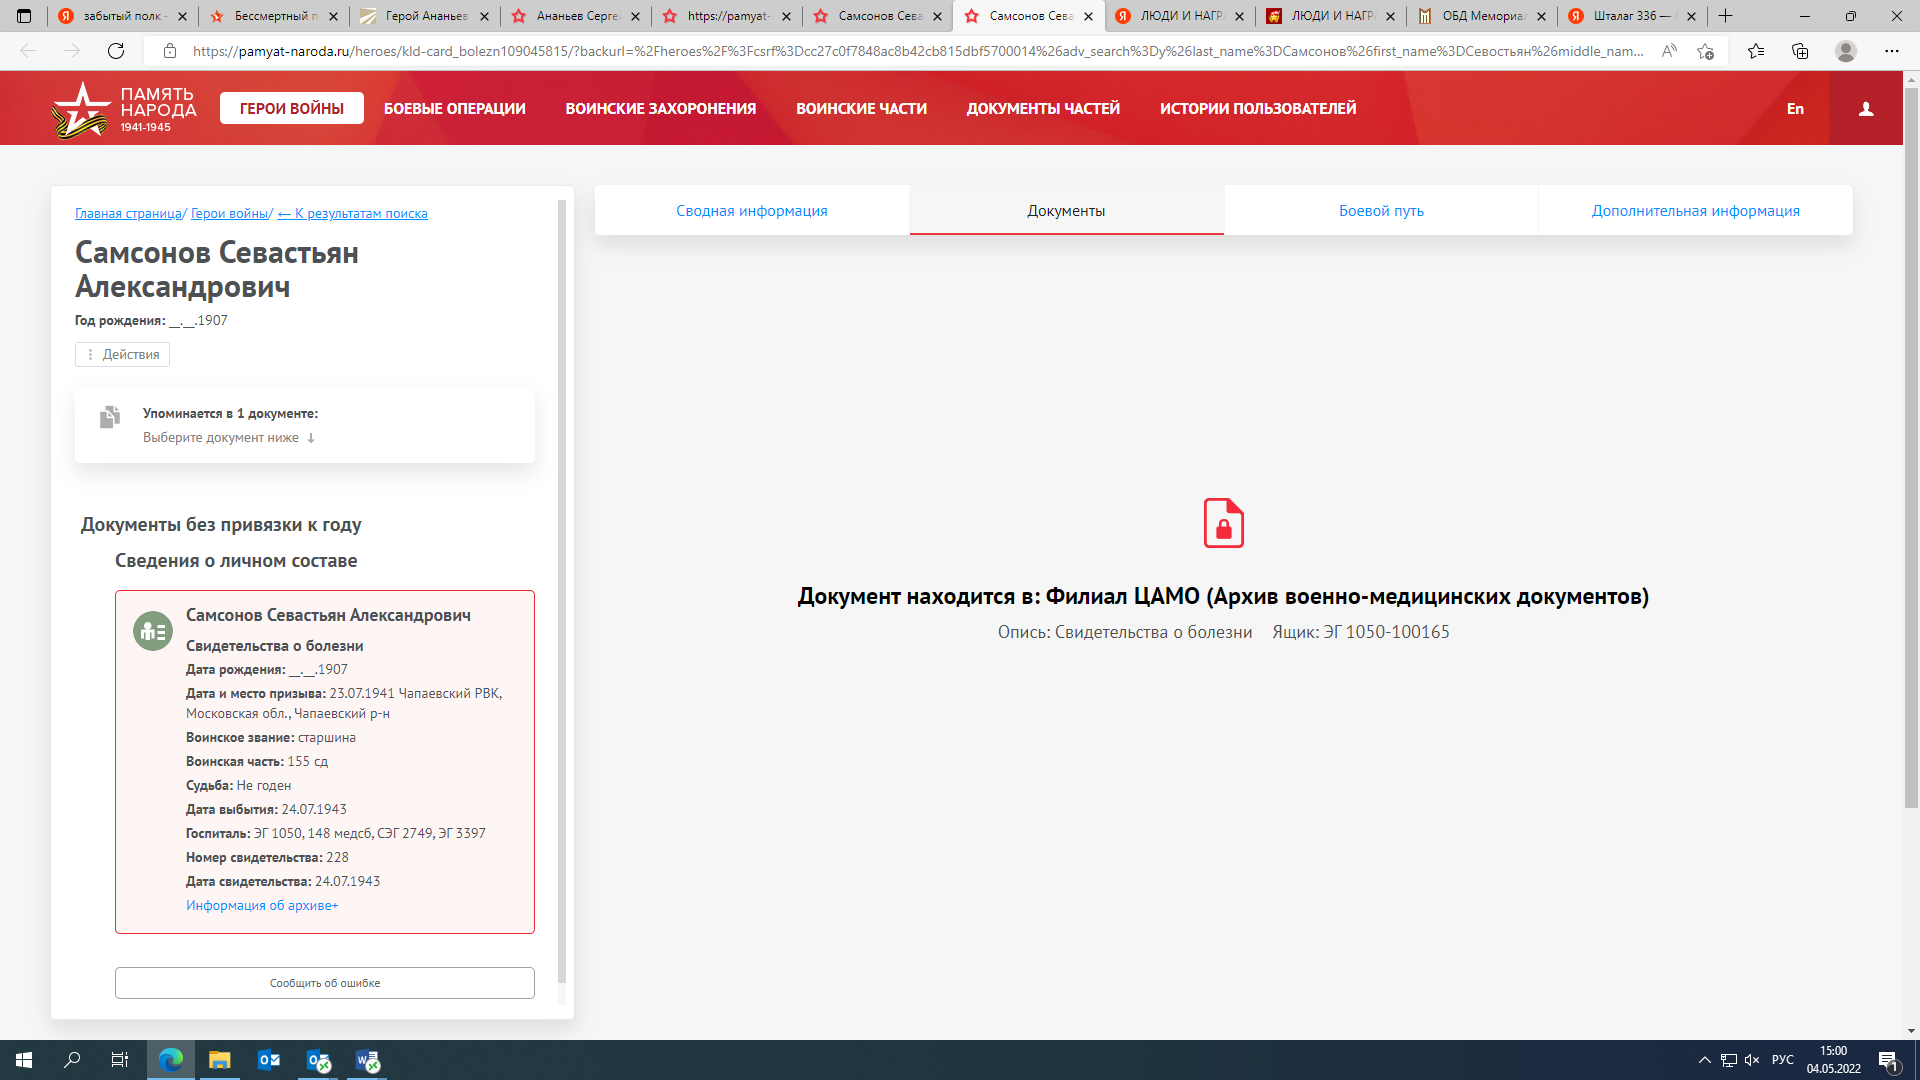 забытый полк -
Бессмертный п
Герой Ананьев
Ананьев Сергей
https://pamyat-
Самсонов Сева
Самсонов Сева
ЛЮДИ И НАГР
ЛЮДИ И НАГР
ОБД Мемориал
Шталаг 336 —
https://pamyat-naroda.ru/heroes/kld-card_bolezn109045815/?backurl=%2Fheroes%2F%3Fcsrf%3Dcc27c0f7848ac8b42cb815dbf5700014%26adv_search%3Dy%26last_name%3DСамсонов%26first_name%3DСевостьян%26middle_nam...
ПАМЯТЬ
НАРОДА
1941-1945
ГЕРОИ ВОЙНЫ
БОЕВЫЕ ОПЕРАЦИИ
ВОИНСКИЕ ЗАХОРОНЕНИЯ
ВОИНСКИЕ ЧАСТИ
ДОКУМЕНТЫ ЧАСТЕЙ
ИСТОРИИ ПОЛЬЗОВАТЕЛЕЙ
En
Главная страница/ Герои войны/ ← К результатам поиска
Самсонов Севастьян
Александрович
Год рождения: __.__.1907
Действия
Упоминается в 1 документе:
Выберите документ ниже ↓
Документы без привязки к году
Сведения о личном составе
Самсонов Севастьян Александрович
Свидетельства о болезни
Дата рождения: __.__.1907
Дата и место призыва: 23.07.1941 Чапаевский РВК,
Московская обл., Чапаевский р-н
Воинское звание: старшина
Воинская часть: 155 сд
Судьба: Не годен
Дата выбытия: 24.07.1943
Госпиталь: ЭГ 1050, 148 медсб, СЭГ 2749, ЭГ 3397
Номер свидетельства: 228
Дата свидетельства: 24.07.1943
Информация об архиве+
Сообщить об ошибке
Сводная информация
Документы
Боевой путь
Дополнительная информация
Документ находится в: Филиал ЦАМО (Архив военно-медицинских документов)
Опись: Свидетельства о болезни Ящик: ЭГ 1050-100165
РУС
15:00
04.05.2022
1